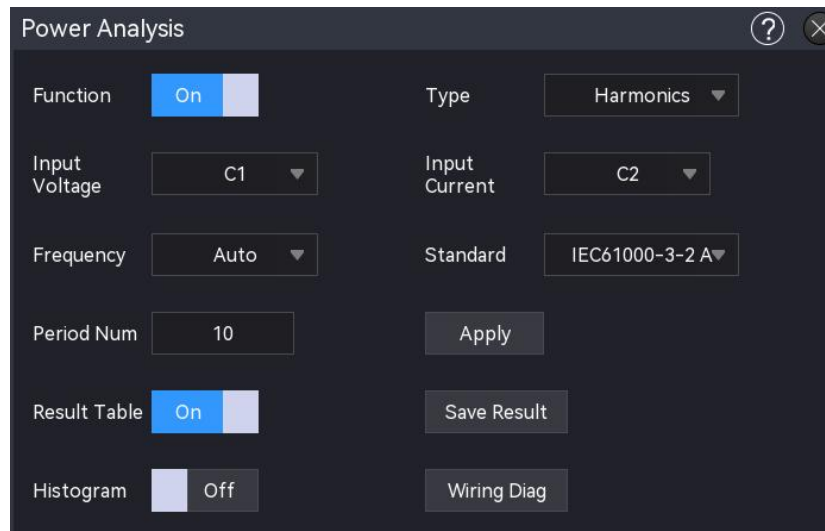 Power Analysis
?
Function On Type Harmonics
Input
Voltage C1 Input
Current C2
Frequency Auto Standard IEC61000-3-2 A
Period Num 10 Apply
Result Table On Save Result
Histogram Off Wiring Diag